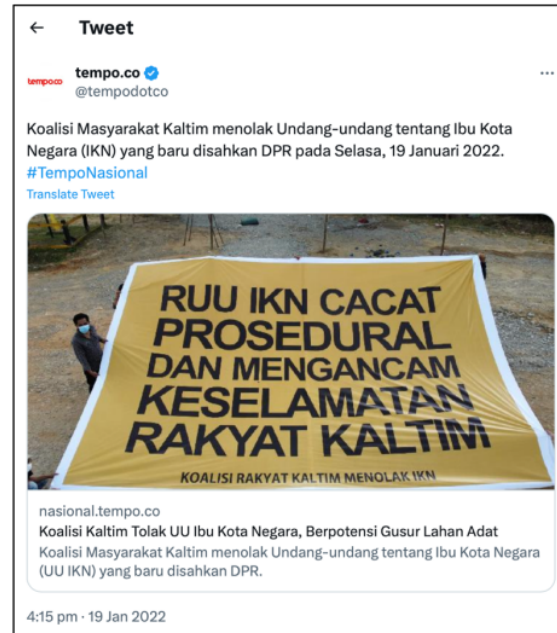 Tweet
tempo.co
tempo.co
@tempodotco
Koalisi Masyarakat Kaltim menolak Undang-undang tentang Ibu Kota
Negara (IKN) yang baru disahkan DPR pada Selasa, 19 Januari 2022.
#TempoNasional
Translate Tweet
RUU IKN CACAT
PROSEDURAL
DAN MENGANCAM
KESELAMATAN
RAKYAT KALTIM
KOALISI RAKYAT KALTIM MENOLAK IKN
nasional.tempo.co
Koalisi Kaltim Tolak UU Ibu Kota Negara, Berpotensi Gusur Lahan Adat
Koalisi Masyarakat Kaltim menolak Undang-undang tentang Ibu Kota Negara
(UU IKN) yang baru disahkan DPR.
4:15 pm · 19 Jan 2022